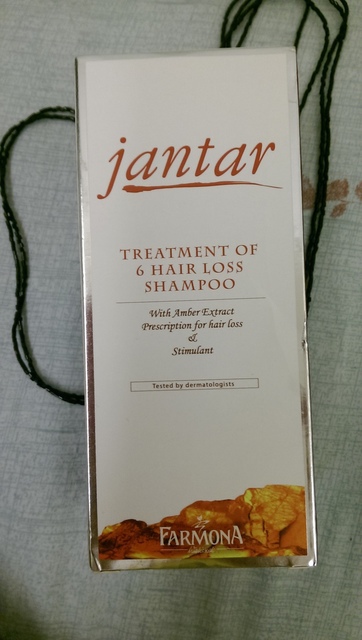 jantar
TREATMENT OF
6 HAIR LOSS
SHAMPOO
With Amber Extract
Prescription for hair loss
&
Stimulant
Tested by dermatologists
FARMONA